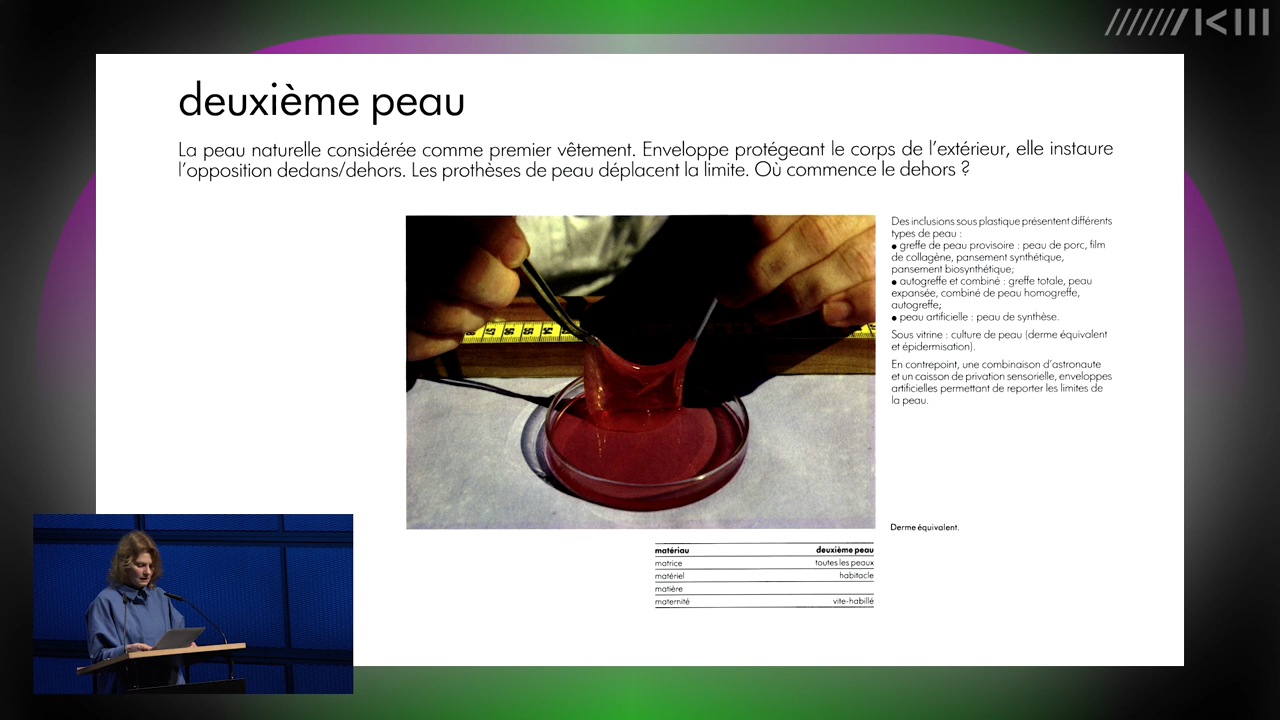 deuxième peau
La peau naturelle considérée comme premier vêtement. Enveloppe protégeant le corps de l'extérieur, elle instaure
l'opposition dedans/dehors. Les prothèses de peau déplacent la limite. Où commence le dehors ?
Des inclusions sous plastique présentent différents
types de peau :
• greffe de peau provisoire : peau de porc, film
de collagène, pansement synthétique,
pansement biosynthétique;
• autogreffe et combiné : greffe totale, peau
expansée, combiné de peau homogreffe,
autogreffe;
• peau artificielle : peau de synthèse.
Sous vitrine : culture de peau (derme équivalent
et épidermisation).
En contrepoint, une combinaison d'astronaute
et un caisson de privation sensorielle, enveloppes
artificielles permettant de reporter les limites de
la peau.
Derme équivalent.
matériau deuxième peau
matrice toutes les peaux
matériel habitacle
matière
maternité vite-habillé